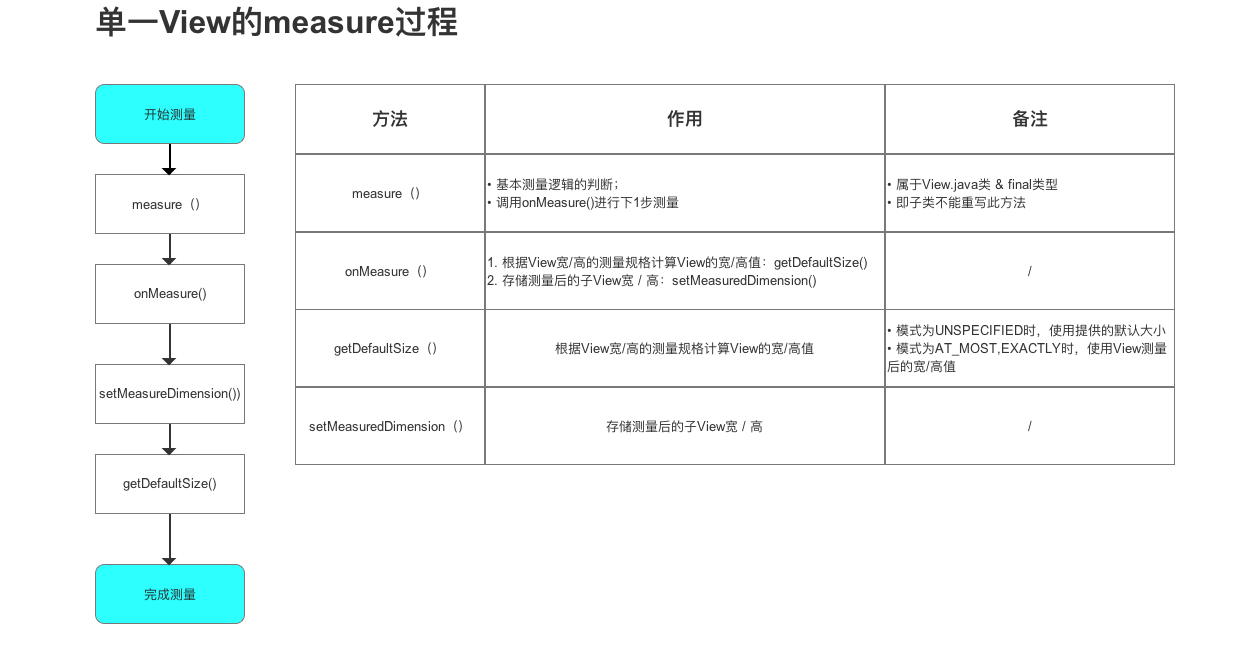 单一View的measure过程
开始测量
measure（）
onMeasure()
setMeasureDimension())
getDefaultSize()
完成测量
方法
作用
备注
measure（）
• 基本测量逻辑的判断；
• 调用onMeasure()进行下1步测量
• 属于View.java类 & final类型
• 即子类不能重写此方法
onMeasure（）
1. 根据View宽/高的测量规格计算View的宽/高值：getDefaultSize()
2. 存储测量后的子View宽 / 高：setMeasuredDimension()
/
getDefaultSize（）
根据View宽/高的测量规格计算View的宽/高值
• 模式为UNSPECIFIED时，使用提供的默认大小
• 模式为AT_MOST,EXACTLY时，使用View测量
后的宽/高值
setMeasuredDimension（）
存储测量后的子View宽 / 高
/